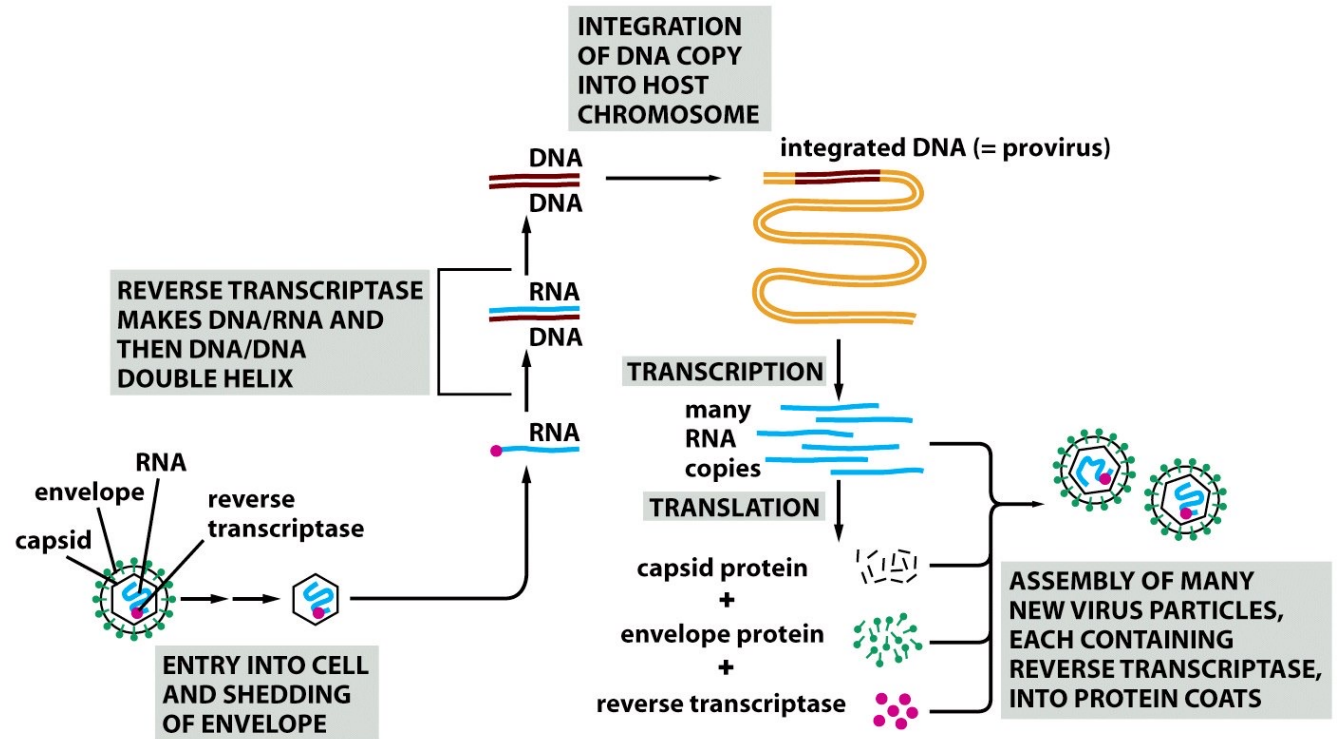 INTEGRATION
OF DNA COPY
INTO HOST
CHROMOSOME
integrated DNA (= provirus)
DNA
DNA
REVERSE TRANSCRIPTASE
MAKES DNA/RNA AND
THEN DNA/DNA
DOUBLE HELIX
RNA
DNA
RNA
RNA
envelope
reverse
transcriptase
capsid
ENTRY INTO CELL
AND SHEDDING
OF ENVELOPE
TRANSCRIPTION
many
RNA
copies
TRANSLATION
capsid protein
+
envelope protein
+
reverse transcriptase
ASSEMBLY OF MANY
NEW VIRUS PARTICLES,
EACH CONTAINING
REVERSE TRANSCRIPTASE,
INTO PROTEIN COATS